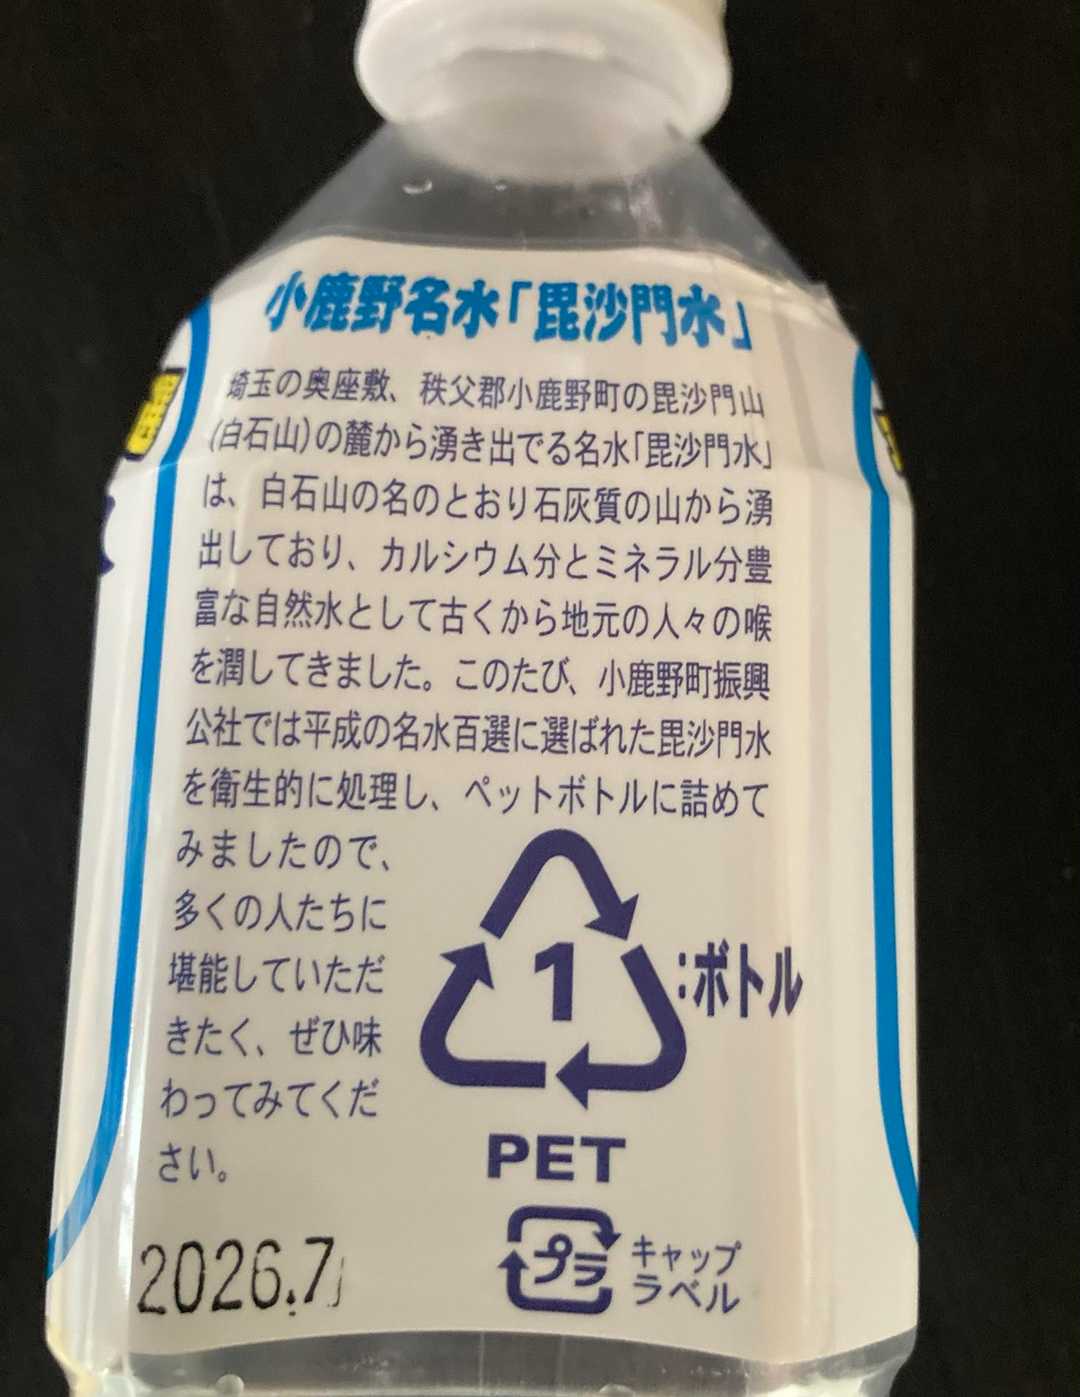 小鹿野名水「毘沙門水」
埼玉の奥座敷、秩父郡小鹿野町の毘沙門山
(白石山)の麓から湧き出でる名水「毘沙門水」
は、白石山の名のとおり石灰質の山から湧
出しており、カルシウム分とミネラル分豊
富な自然水として古くから地元の人々の喉
を潤してきました。このたび、小鹿野町振興
公社では平成の名水百選に選ばれた毘沙門水
を衛生的に処理し、ペットボトルに詰めて
みましたので、
多くの人たちに
堪能していただ
きたく、ぜひ味
わってみてくだ
さい。
1
:ボトル
PET
プラ
キャップ
ラベル
2026.7